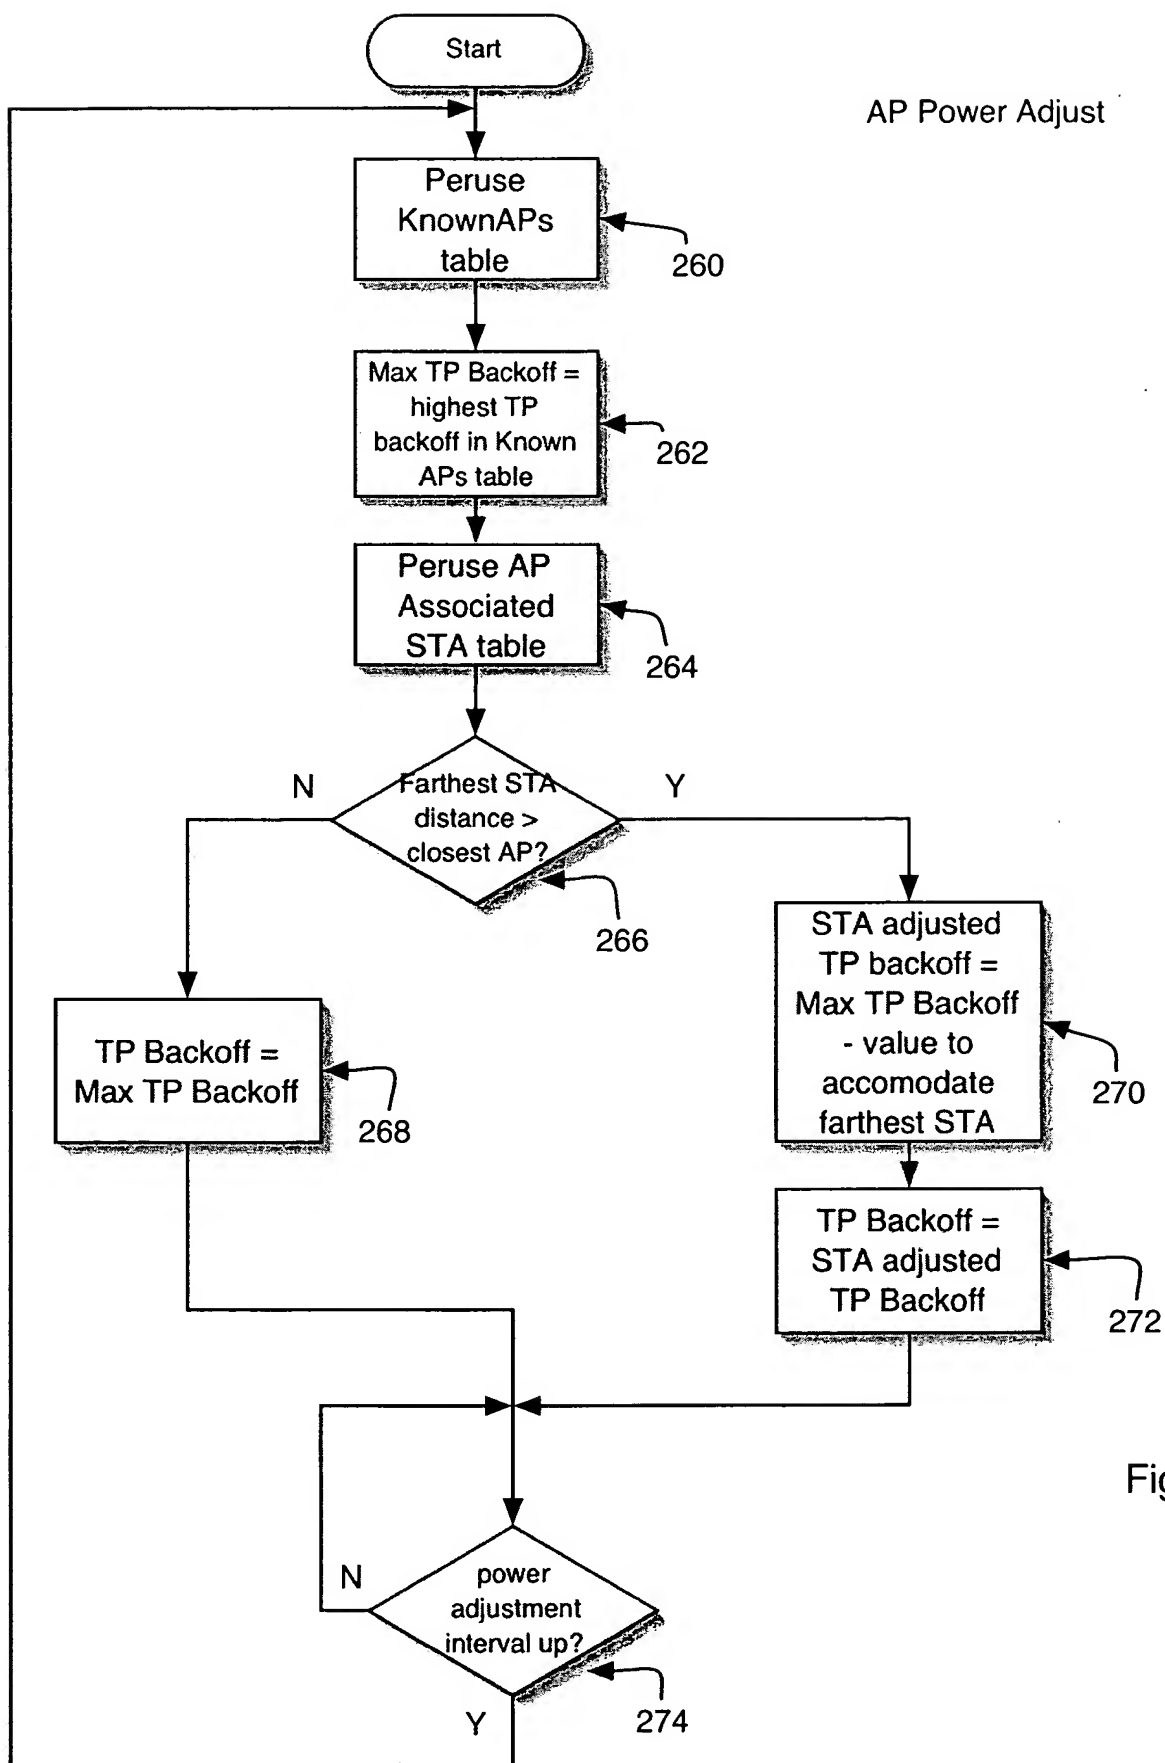 Start
AP Power Adjust
Peruse
KnownAPs
table
260
Max TP Backoff =
highest TP
backoff in Known
APs table
262
Peruse AP
Associated
STA table
264
N
Farthest STA
distance >
closest AP?
Y
266
STA adjusted
TP backoff =
Max TP Backoff
- value to
accomodate
farthest STA
270
TP Backoff =
Max TP Backoff
268
TP Backoff =
STA adjusted
TP Backoff
272
N
power
adjustment
interval up?
274
Y